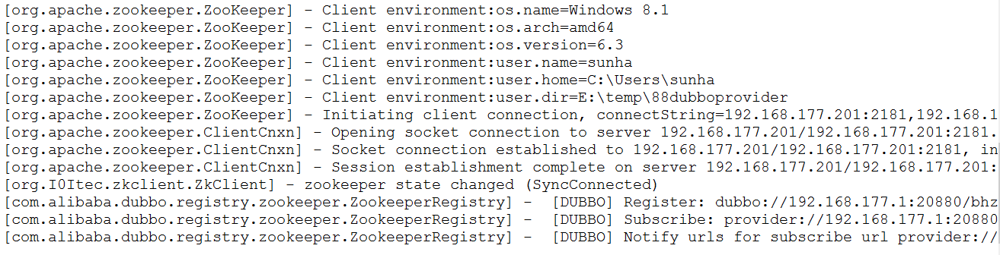 [org.apache.zookeeper.ZooKeeper] - Client environment:os.name=Windows 8.1
[org.apache.zookeeper.ZooKeeper] - Client environment:os.arch=amd64
[org.apache.zookeeper.ZooKeeper] - Client environment:os.version=6.3
[org.apache.zookeeper.ZooKeeper] - Client environment:user.name=sunha
[org.apache.zookeeper.ZooKeeper] - Client environment:user.home=C:\Users\sunha
[org.apache.zookeeper.ZooKeeper] - Client environment:user.dir=E:\temp\88dubboprovider
[org.apache.zookeeper.ZooKeeper] - Initiating client connection, connectString=192.168.177.201:2181,192.168.1
[org.apache.zookeeper.ClientCnxn] - Opening socket connection to server 192.168.177.201/192.168.177.201:2181.
[org.apache.zookeeper.ClientCnxn] - Socket connection established to 192.168.177.201/192.168.177.201:2181, in
[org.apache.zookeeper.ClientCnxn] - Session establishment complete on server 192.168.177.201/192.168.177.201:
[org.I0Itec.zkclient.ZkClient] - zookeeper state changed (SyncConnected)
[com.alibaba.dubbo.registry.zookeeper.ZookeeperRegistry] -  [DUBBO] Register: dubbo://192.168.177.1:20880/bhz
[com.alibaba.dubbo.registry.zookeeper.ZookeeperRegistry] -  [DUBBO] Subscribe: provider://192.168.177.1:20880
[com.alibaba.dubbo.registry.zookeeper.ZookeeperRegistry] -  [DUBBO] Notify urls for subscribe url provider://